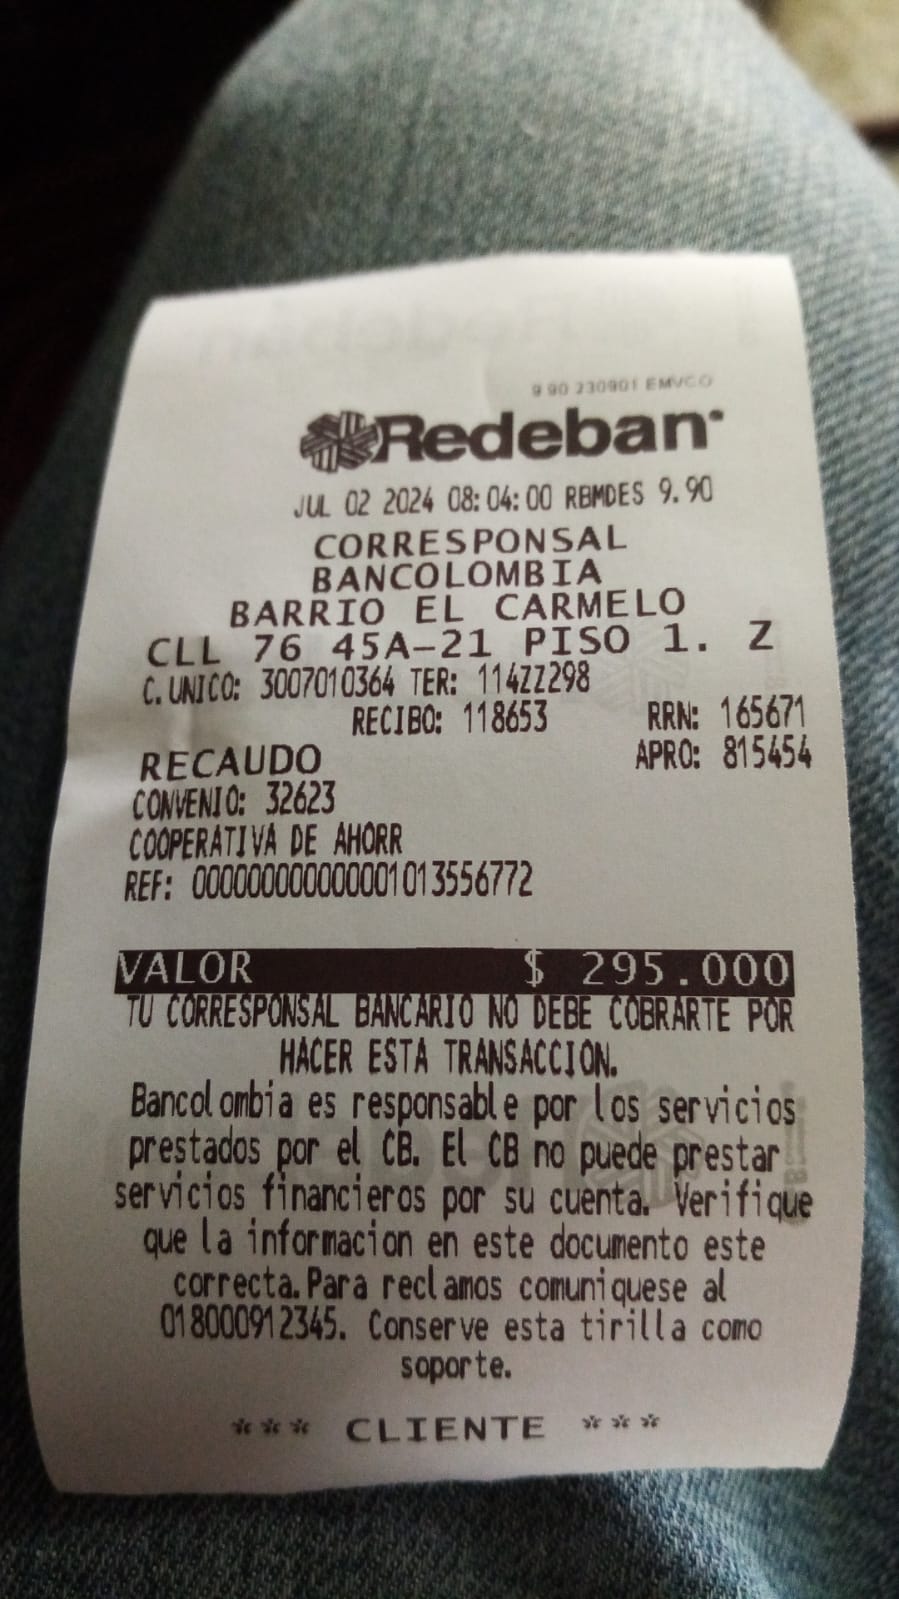 9 90 230901 EMVCO
Redeban
JUL 02 2024 08:04:00 RBMDES 9.90
CORRESPONSAL
BANCOLOMBIA
BARRIO EL CARMELO
CLL 76 45A-21 PISO 1. Z
C. UNICO: 3007010364 TER: 114ZZ298
RECIBO: 118653 RRN: 165671
RECAUDO APRO: 815454
CONVENIO: 32623
COOPERATIVA DE AHORR
REF: 00000000000001013556772
VALOR $ 295.000
TU CORRESPONSAL BANCARIO NO DEBE COBRARTE POR
HACER ESTA TRANSACCION.
Bancolombia es responsable por los servicios
prestados por el CB. El CB no puede prestar
servicios financieros por su cuenta. Verifique
que la informacion en este documento este
correcta. Para reclamos comuniquese al
018000912345. Conserve esta tirilla como
soporte.
*** CLIENTE ***